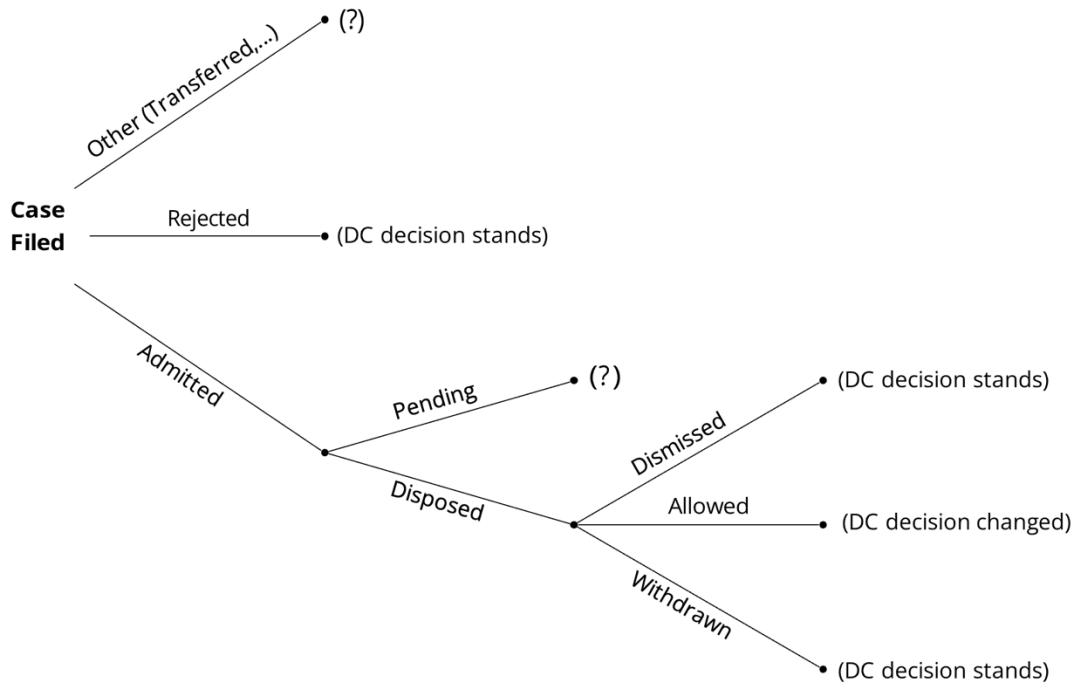 Other (Transferred,...)
(?)
Case
Filed
Rejected
(DC decision stands)
Admitted
Pending
(?)
Disposed
Dismissed
(DC decision stands)
Allowed
(DC decision changed)
Withdrawn
(DC decision stands)